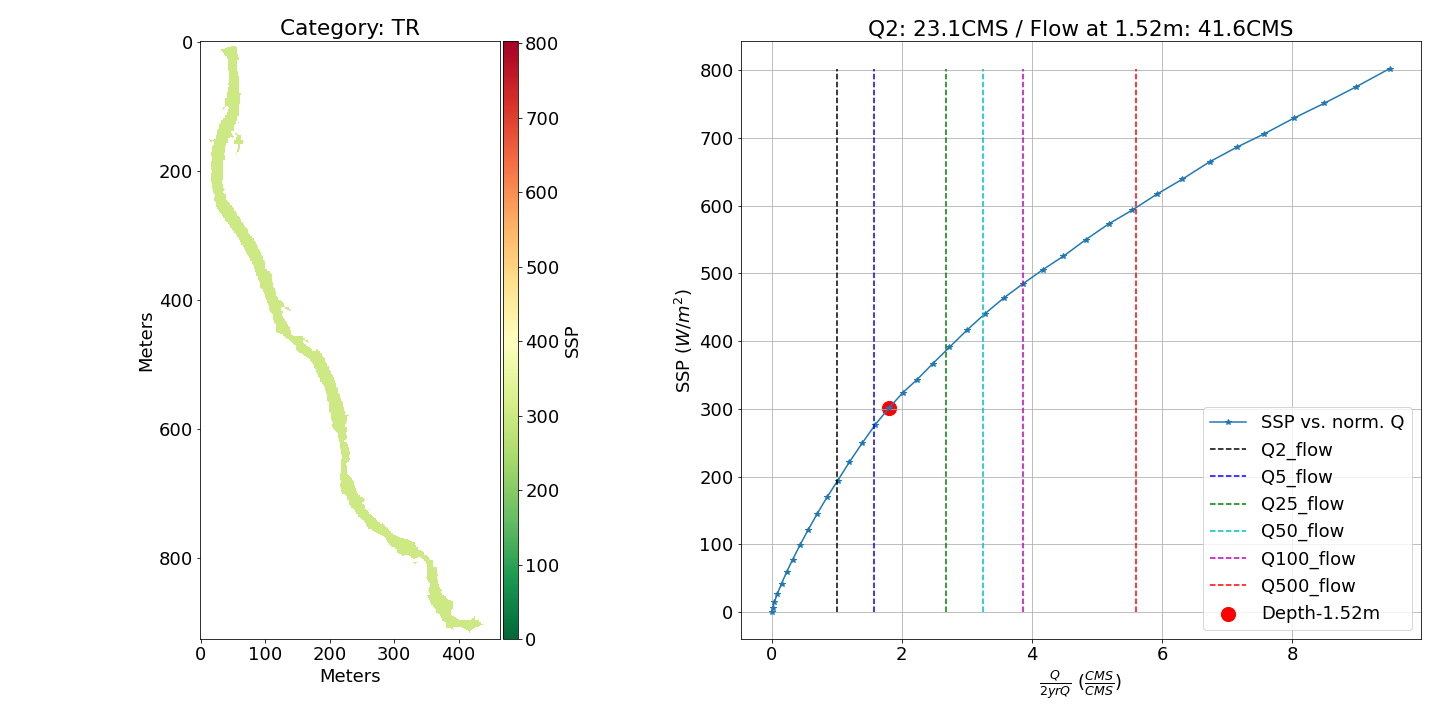 Category: TR
0
200
400
600
800
Meters
0
100
200
300
400
Meters
800
700
600
500
400
300
200
100
0
SSP
Q2: 23.1CMS / Flow at 1.52m: 41.6CMS
800
700
600
500
400
300
200
100
0
SSP (W/m²)
0
2
4
6
8
Q/2yrQ (CMS/CMS)
SSP vs. norm. Q
Q2_flow
Q5_flow
Q25_flow
Q50_flow
Q100_flow
Q500_flow
Depth-1.52m